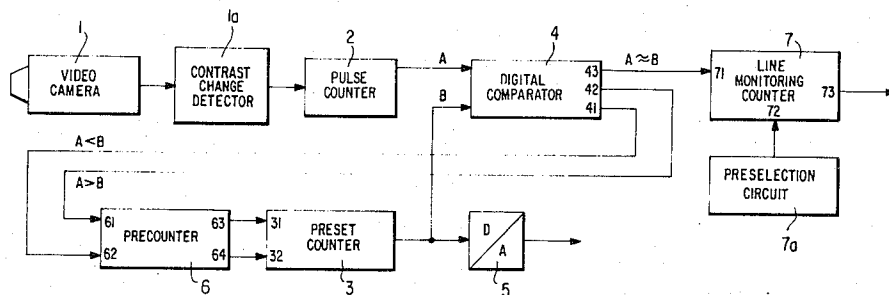 1
VIDEO
CAMERA
1a
CONTRAST
CHANGE
DETECTOR
2
PULSE
COUNTER
A
B
4
DIGITAL
COMPARATOR
43
42
41
A≈B
7
71
LINE
MONITORING
COUNTER
72
73
PRESELECTION
CIRCUIT
7a
A<B
A>B
61
62
PRECOUNTER
63
64
6
31
32
PRESET
COUNTER
3
D
A
5